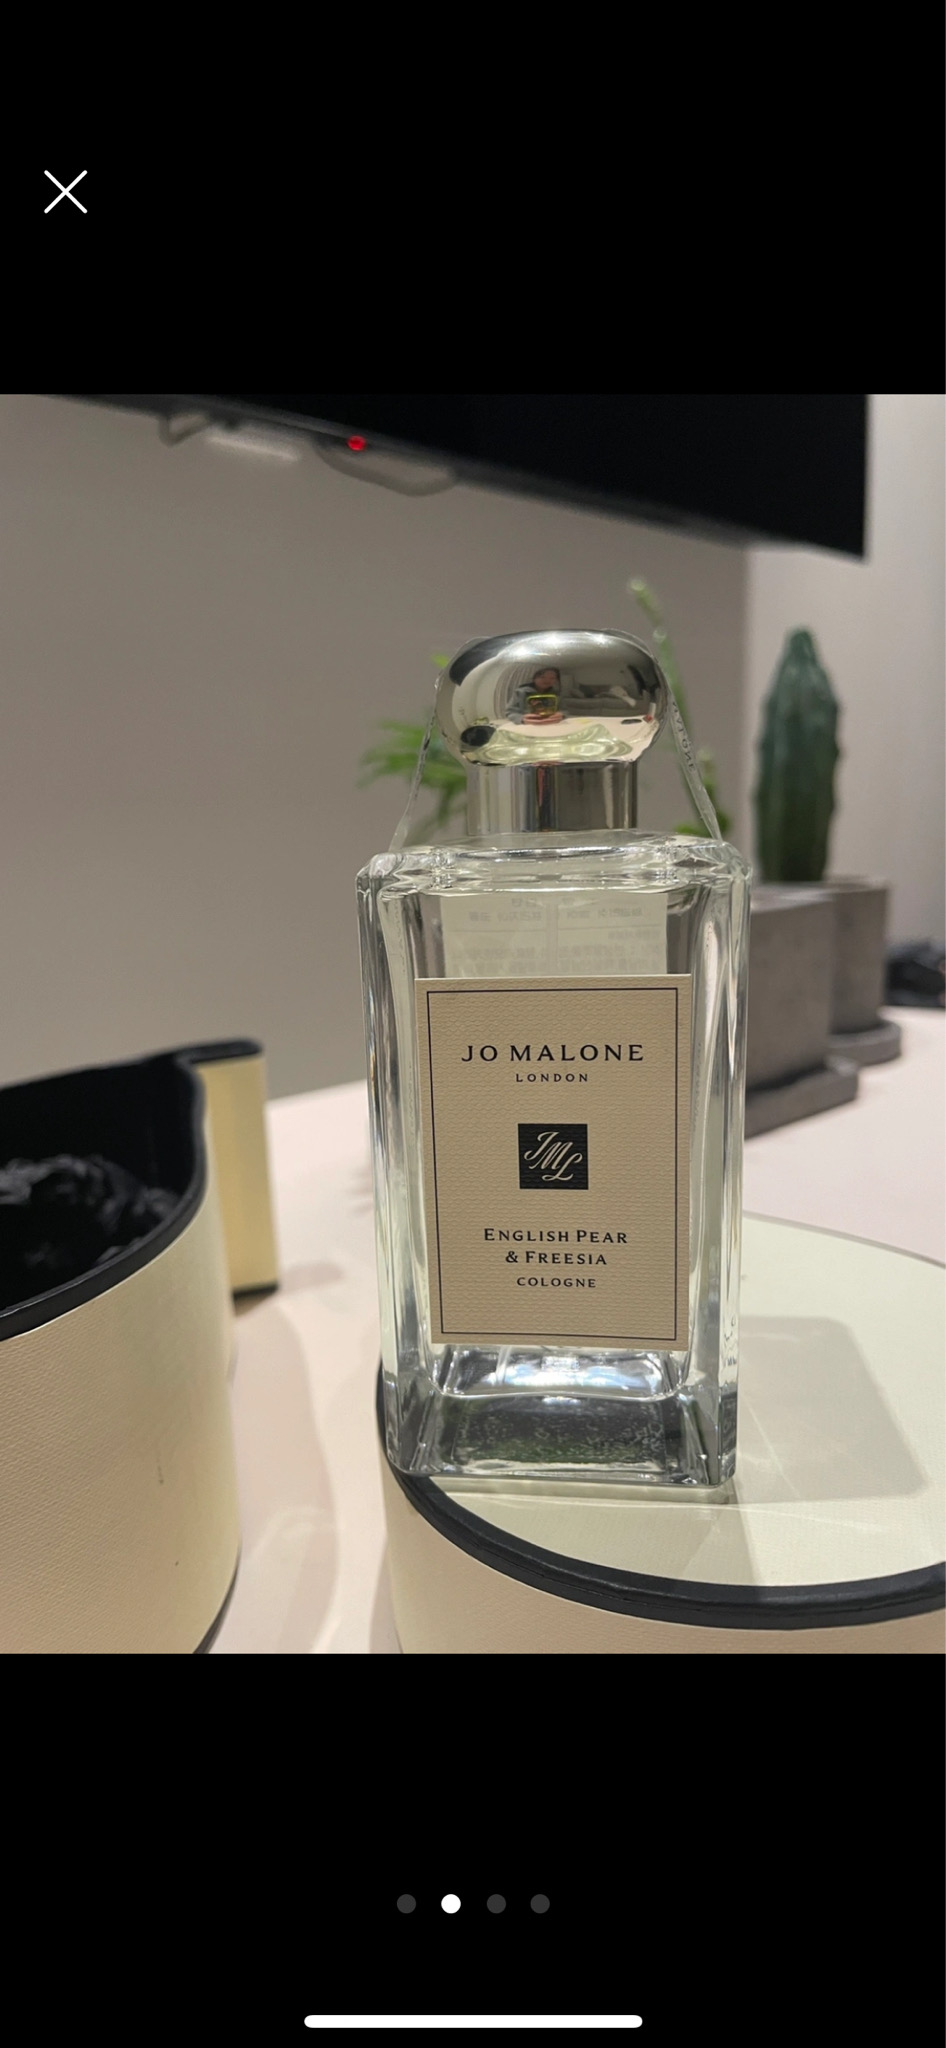 JO MALONE
LONDON
JML
ENGLISH PEAR
& FREESIA
COLOGNE